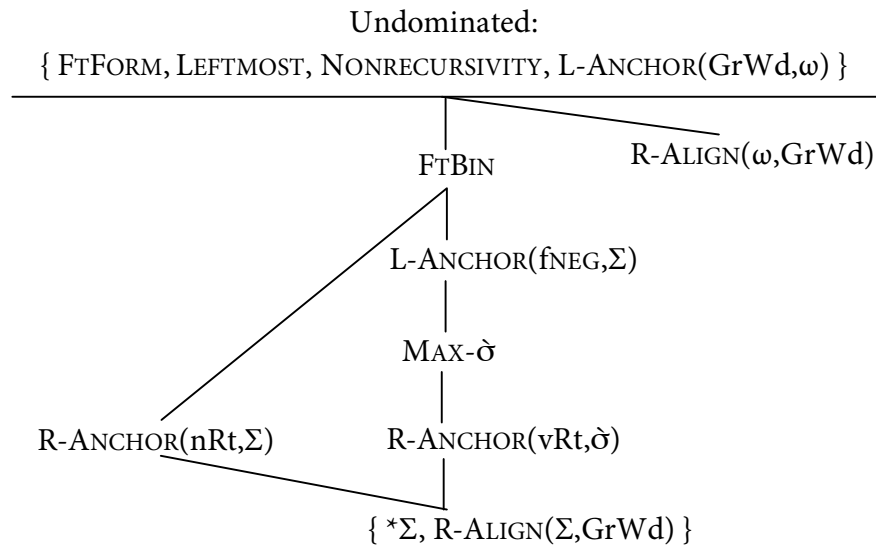 Undominated:
{ FTFORM, LEFTMOST, NONRECURSIVITY, L-ANCHOR(GrWd,ω) }
R-ALIGN(ω,GrWd)
FTBIN
L-ANCHOR(fNEG,Σ)
MAX-σ̀
R-ANCHOR(nRt,Σ) R-ANCHOR(vRt,σ̀)
{ *Σ, R-ALIGN(Σ,GrWd) }